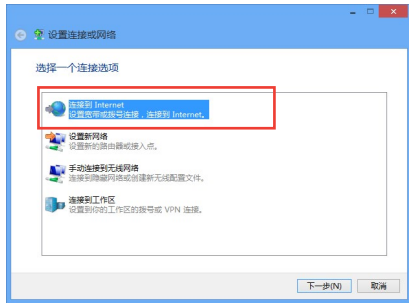 设置连接或网络
选择一个连接选项
连接到 Internet
设置宽带或拨号连接，连接到 Internet。
设置新网络
设置新的路由器或接入点。
手动连接到无线网络
连接到隐藏网络或创建新无线配置文件。
连接到工作区
设置到你的工作区的拨号或 VPN 连接。
下一步(N)
取消